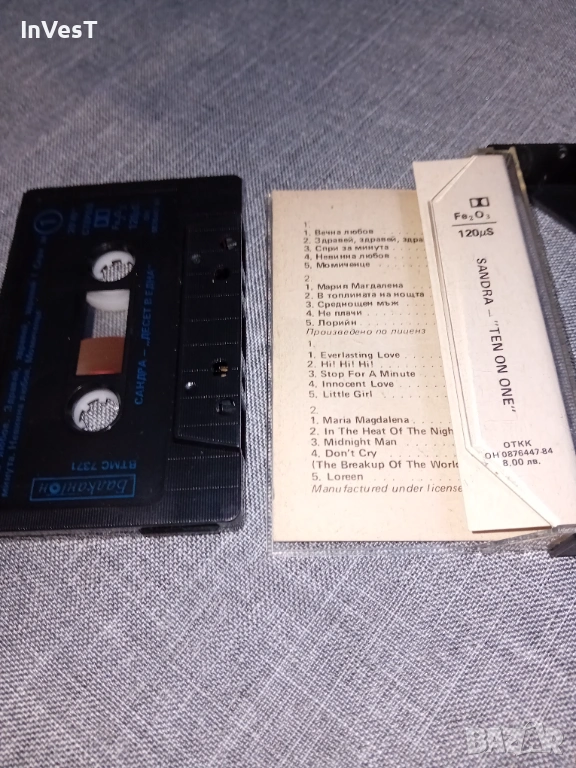 InVesT
1.
1. Вечна любов
2. Здравей, здравей, здра
3. Спри за минута
4. Невинна любов
5. Момиченце
2.
1. Мария Магдалена
2. В топлината на нощта
3. Среднощен мъж
4. Не плачи
5. Лорийн
Произведено по лиценз
1.
1. Everlasting Love
2. Hi! Hi! Hi!
3. Stop For A Minute
4. Innocent Love
5. Little Girl
2.
1. Maria Magdalena
2. In The Heat Of The Nigh
3. Midnight Man
4. Don't Cry
(The Breakup Of The World
5. Loreen
Manufactured under license
Fe₂O₃
120µS
SANDRA – "TEN ON ONE"
ОТКК
ОН 0876447-84
8,00 лв.
1
САНДРА – „ДЕСЕТ В ЕДНА"
Балкантон
ВТМС 7371
BAZAR